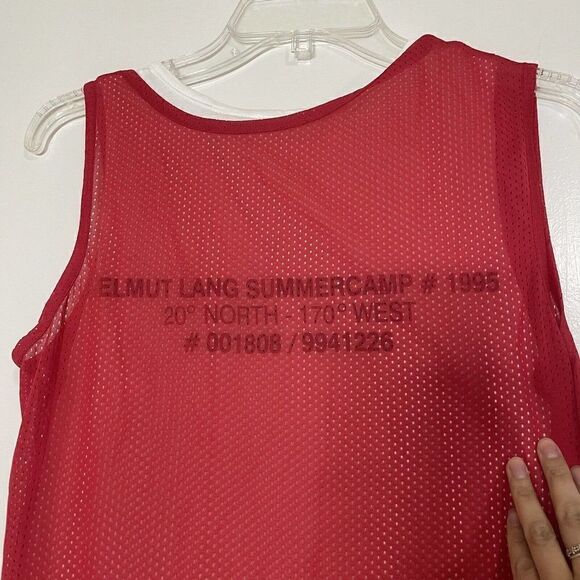 ELMUT LANG SUMMERCAMP # 1995
20° NORTH - 170° WEST
# 001808 / 9941226